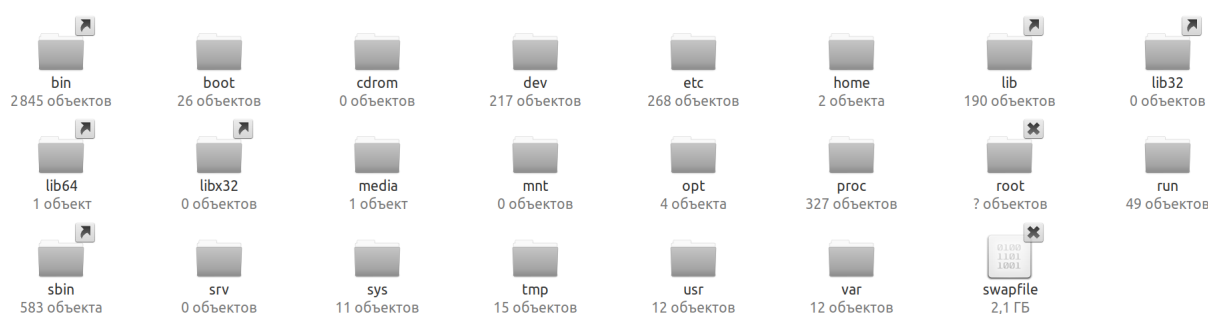 bin boot cdrom dev etc home lib lib32
2 845 объектов 26 объектов 0 объектов 217 объектов 268 объектов 2 объекта 190 объектов 0 объектов
lib64 libx32 media mnt opt proc root run
1 объект 0 объектов 1 объект 0 объектов 4 объекта 327 объектов ? объектов 49 объектов
0100
1101
1001
sbin srv sys tmp usr var swapfile
583 объекта 0 объектов 11 объектов 15 объектов 12 объектов 12 объектов 2,1 ГБ